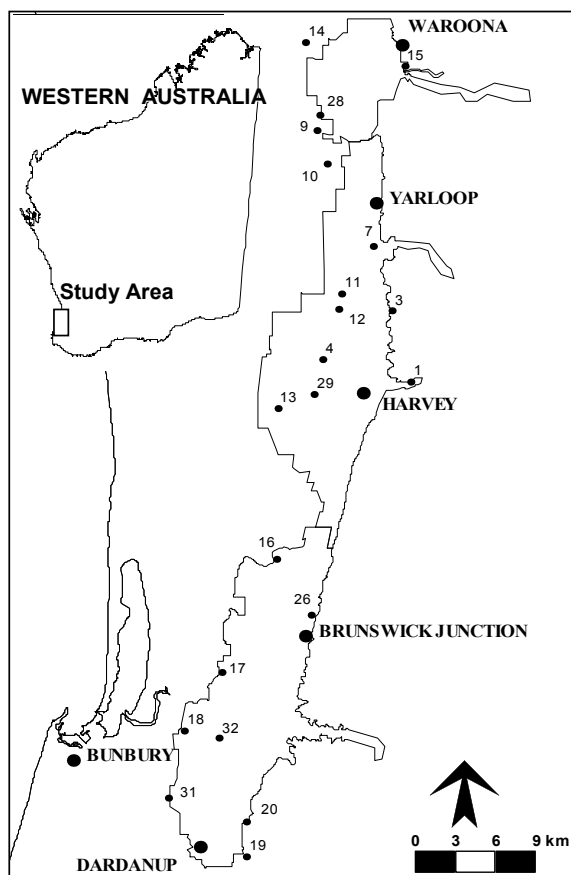 14
WAROONA
15
WESTERN AUSTRALIA
28
9
10
YARLOOP
7
11
Study Area
3
12
4
1
29
13
HARVEY
16
26
BRUNSWICK JUNCTION
17
18
32
BUNBURY
31
20
19
DARDANUP
0 3 6 9 km